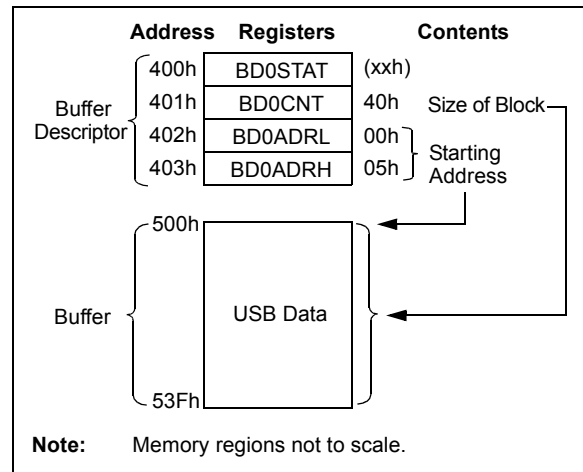 Address Registers Contents
400h BD0STAT (xxh)
401h BD0CNT 40h Size of Block
Buffer
Descriptor
402h BD0ADRL 00h
403h BD0ADRH 05h
Starting
Address
500h
Buffer USB Data
53Fh
Note: Memory regions not to scale.